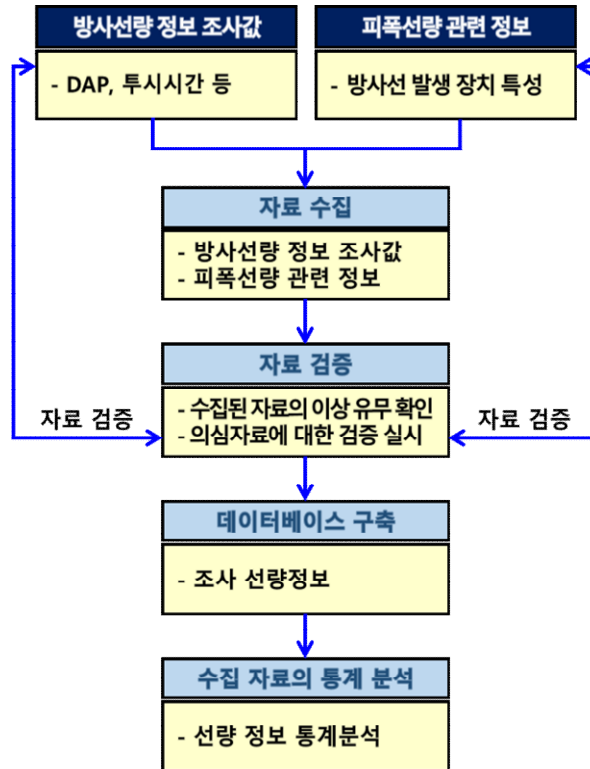 방사선량 정보 조사값
피폭선량 관련 정보
- DAP, 투시시간 등
- 방사선 발생 장치 특성
자료 수집
- 방사선량 정보 조사값
- 피폭선량 관련 정보
자료 검증
- 수집된 자료의 이상 유무 확인
- 의심자료에 대한 검증 실시
자료 검증
자료 검증
데이터베이스 구축
- 조사 선량정보
수집 자료의 통계 분석
- 선량 정보 통계분석